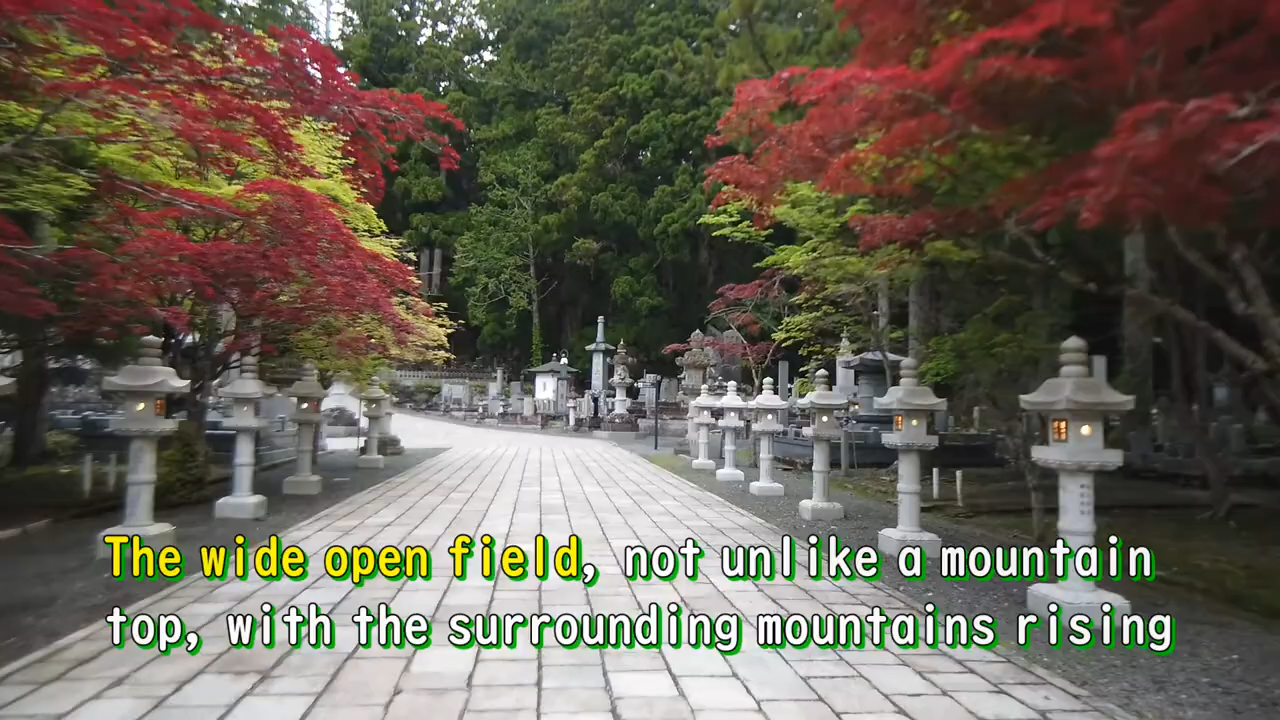 The wide open field, not unlike a mountain
top, with the surrounding mountains rising